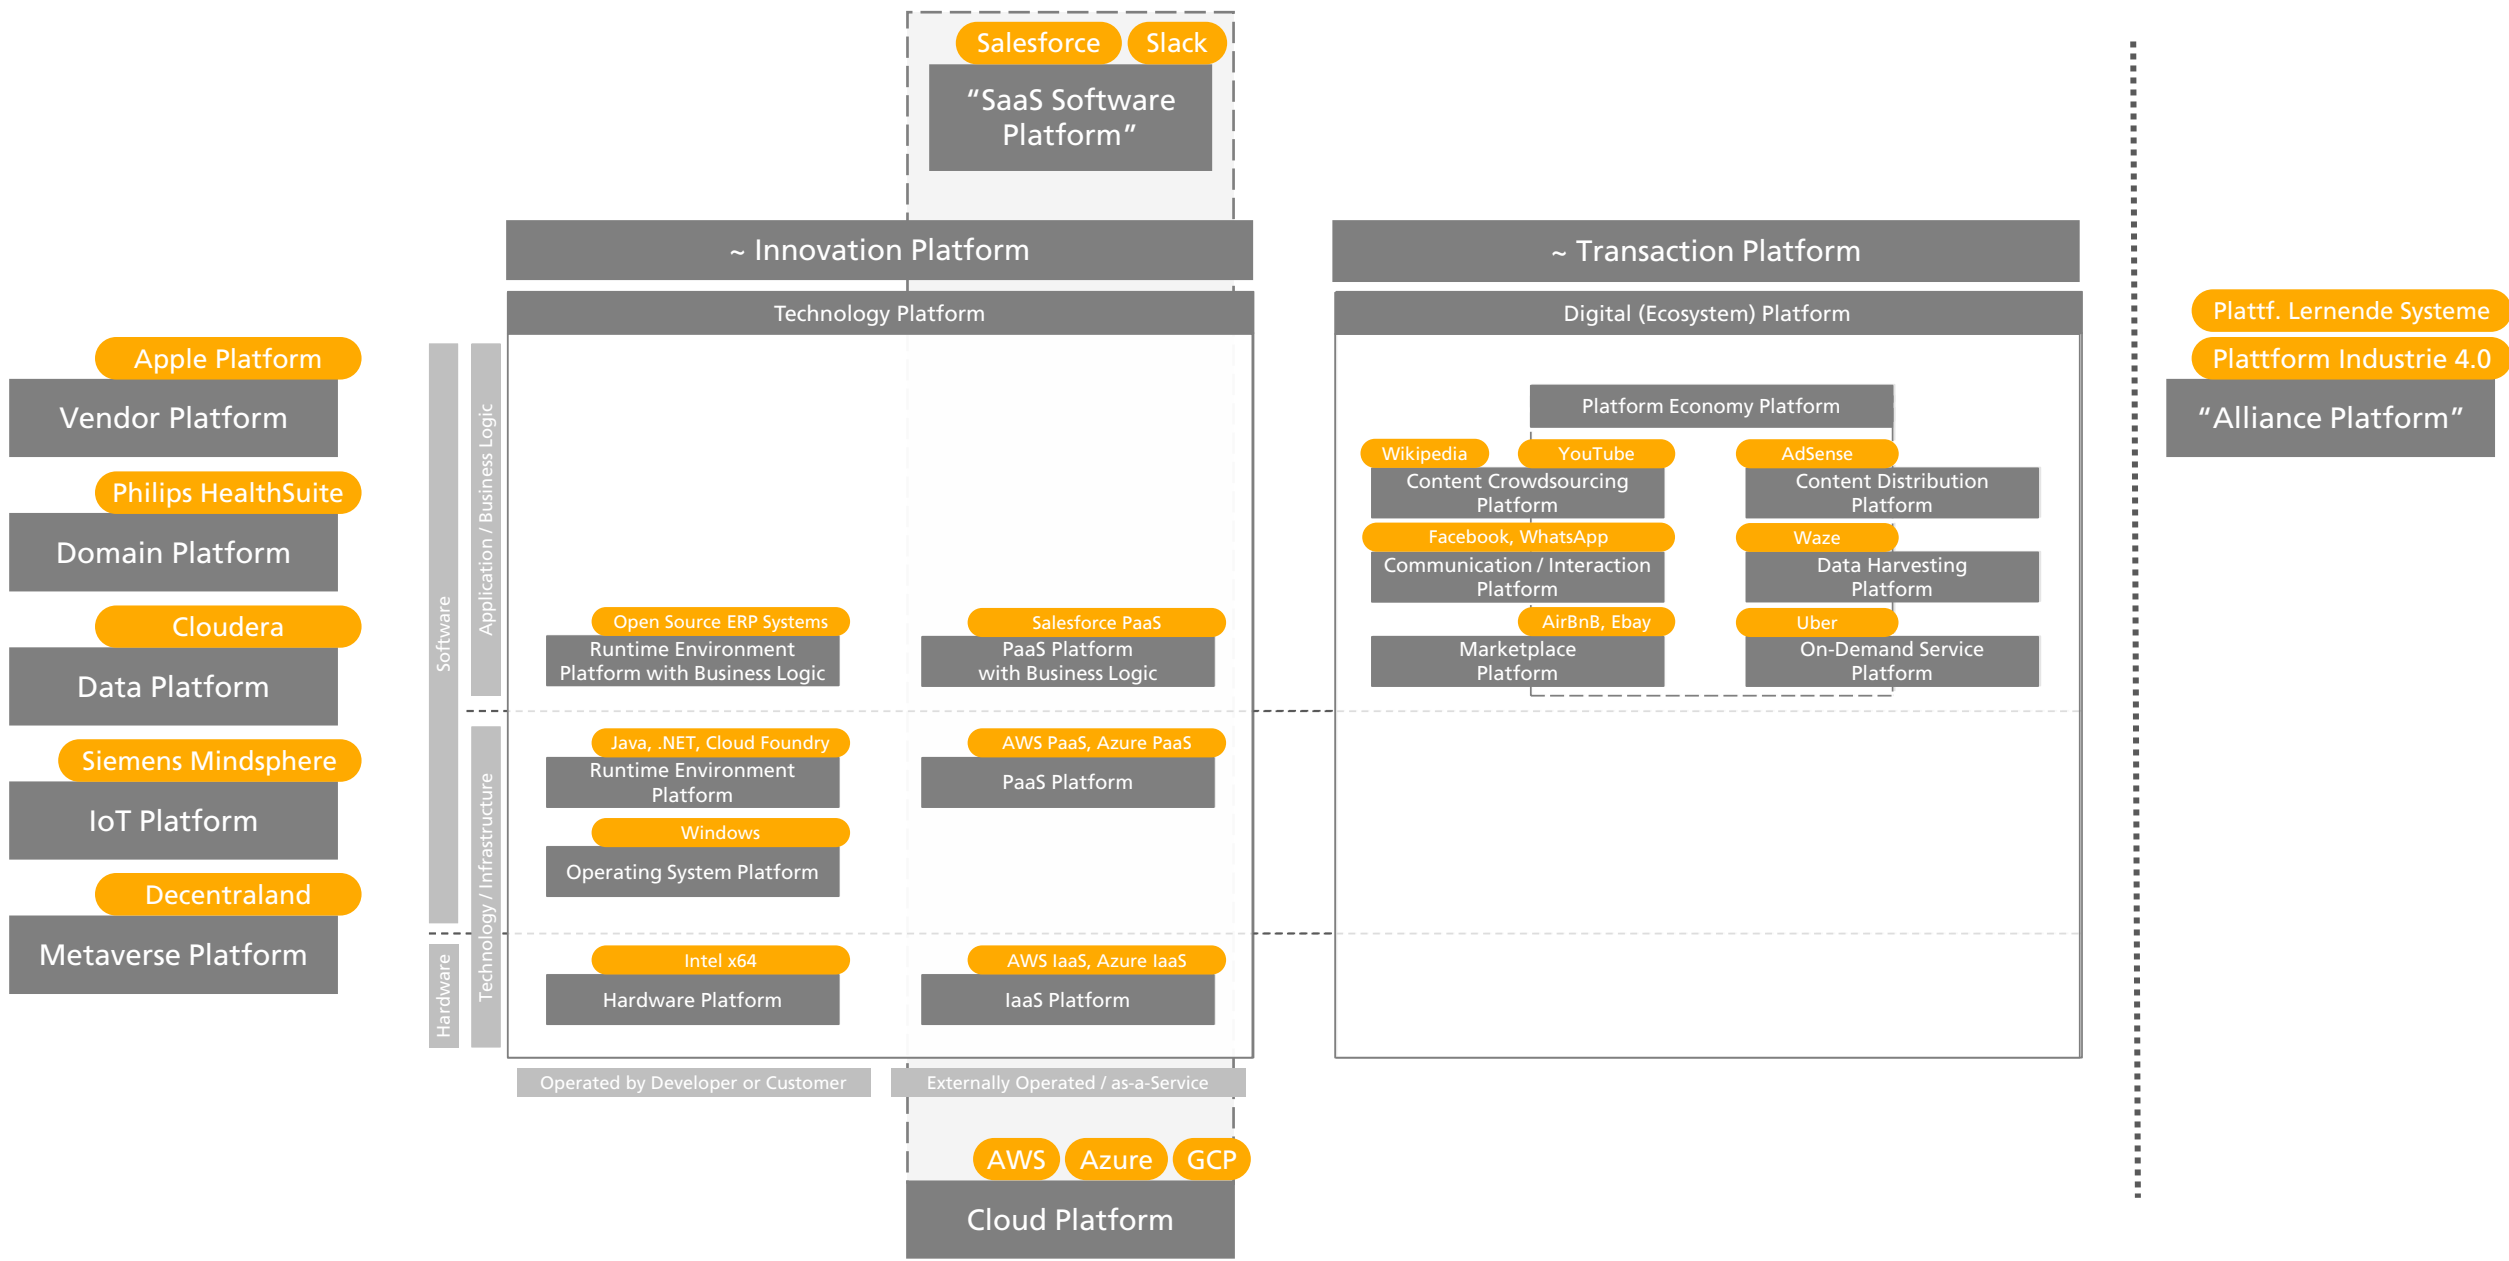 Salesforce
Slack
“SaaS Software
Platform”
~ Innovation Platform
~ Transaction Platform
Technology Platform
Digital (Ecosystem) Platform
Apple Platform
Vendor Platform
Philips HealthSuite
Domain Platform
Cloudera
Data Platform
Siemens Mindsphere
IoT Platform
Decentraland
Metaverse Platform
Software
Hardware
Application / Business Logic
Technology / Infrastructure
Open Source ERP Systems
Runtime Environment
Platform with Business Logic
Salesforce PaaS
PaaS Platform
with Business Logic
Java, .NET, Cloud Foundry
Runtime Environment
Platform
AWS PaaS, Azure PaaS
PaaS Platform
Windows
Operating System Platform
Intel x64
Hardware Platform
AWS IaaS, Azure IaaS
IaaS Platform
Operated by Developer or Customer
Externally Operated / as-a-Service
AWS
Azure
GCP
Cloud Platform
Platform Economy Platform
Wikipedia
YouTube
Content Crowdsourcing
Platform
AdSense
Content Distribution
Platform
Facebook, WhatsApp
Communication / Interaction
Platform
Waze
Data Harvesting
Platform
AirBnB, Ebay
Marketplace
Platform
Uber
On-Demand Service
Platform
Plattf. Lernende Systeme
Plattform Industrie 4.0
“Alliance Platform”